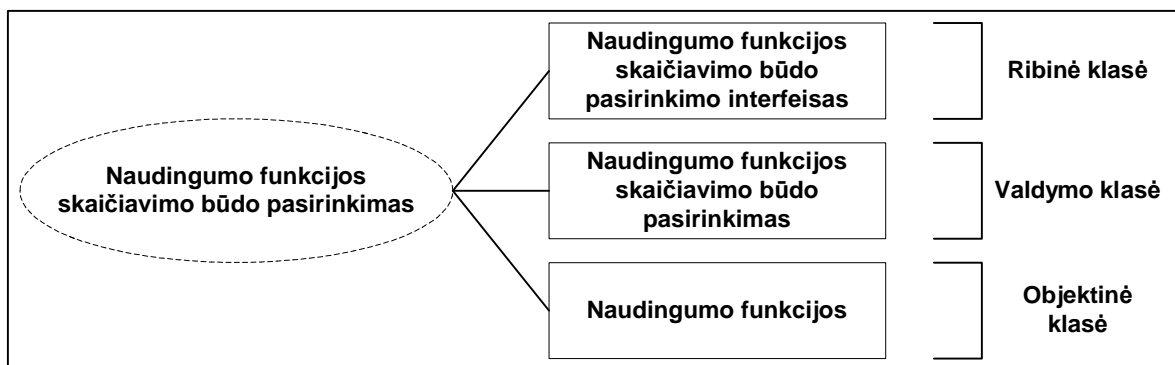 Naudingumo funkcijos
skaičiavimo būdo
pasirinkimo interfeisas
Ribinė klasė
Naudingumo funkcijos
skaičiavimo būdo pasirinkimas
Naudingumo funkcijos
skaičiavimo būdo
pasirinkimas
Valdymo klasė
Naudingumo funkcijos
Objektinė
klasė